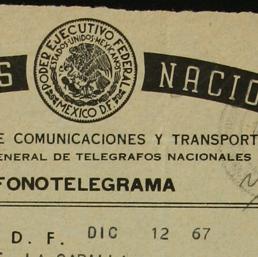 PODER EJECUTIVO FEDERAL
ESTADOS·UNIDOS·MEXICANOS
MEXICO D.F.
S NACIO
E COMUNICACIONES Y TRANSPORT
ENERAL DE TELEGRAFOS NACIONALES
FONOTELEGRAMA
D. F. DIC 12 67